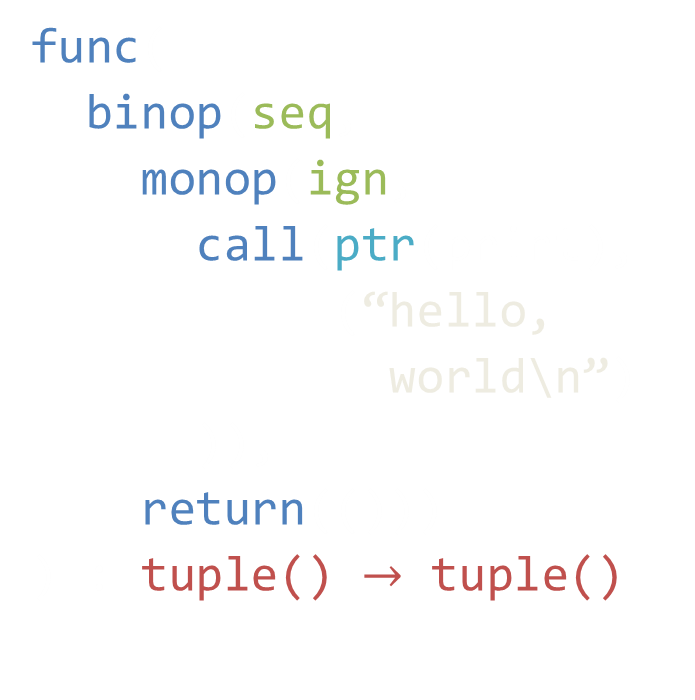 func
binop seq
monop ign
call ptr
“hello,
world\n”
return
tuple() → tuple()